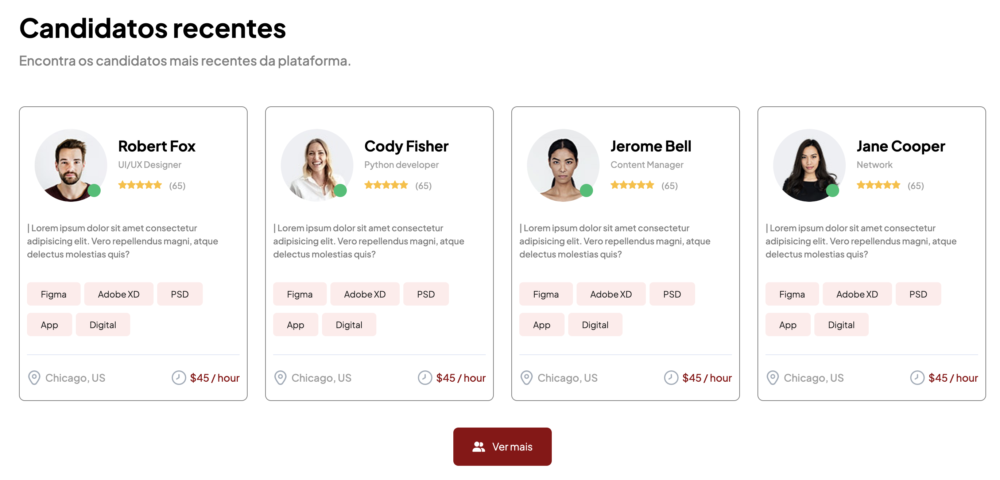 Candidatos recentes
Encontra os candidatos mais recentes da plataforma.
Robert Fox
UI/UX Designer
(65)
| Lorem ipsum dolor sit amet consectetur
adipisicing elit. Vero repellendus magni, atque
delectus molestias quis?
Figma Adobe XD PSD
App Digital
Chicago, US $45 / hour
Cody Fisher
Python developer
(65)
| Lorem ipsum dolor sit amet consectetur
adipisicing elit. Vero repellendus magni, atque
delectus molestias quis?
Figma Adobe XD PSD
App Digital
Chicago, US $45 / hour
Jerome Bell
Content Manager
(65)
| Lorem ipsum dolor sit amet consectetur
adipisicing elit. Vero repellendus magni, atque
delectus molestias quis?
Figma Adobe XD PSD
App Digital
Chicago, US $45 / hour
Jane Cooper
Network
(65)
| Lorem ipsum dolor sit amet consectetur
adipisicing elit. Vero repellendus magni, atque
delectus molestias quis?
Figma Adobe XD PSD
App Digital
Chicago, US $45 / hour
Ver mais